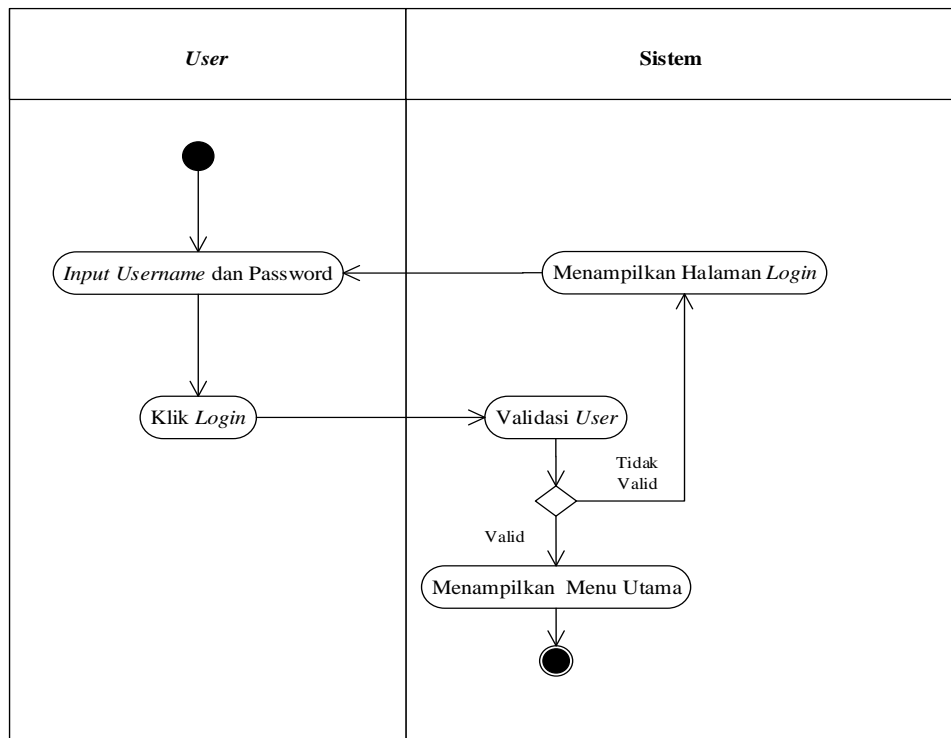 User
Sistem
Input Username dan Password
Menampilkan Halaman Login
Klik Login
Validasi User
Tidak
Valid
Valid
Menampilkan  Menu Utama